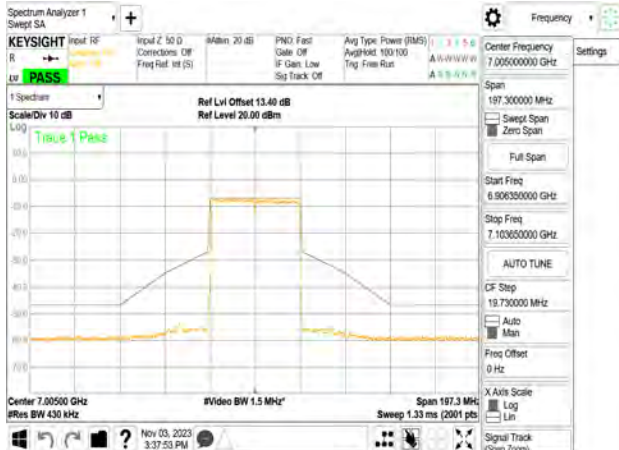 Spectrum Analyzer 1
Swept SA
+
Frequency
KEYSIGHT
Input: RF
Input Z: 50 Ω
#Atten: 20 dB
PNO: Fast
Avg Type: Power (RMS)
R
Corrections: Off
Gate: Off
Avg|Hold: 100/100
Freq Ref: Int (S)
IF Gain: Low
Trig: Free Run
Sig Track: Off
PASS
Center Frequency
7.005000000 GHz
Settings
Span
197.300000 MHz
Swept Span
Zero Span
Full Span
Start Freq
6.906350000 GHz
Stop Freq
7.103650000 GHz
AUTO TUNE
CF Step
19.730000 MHz
Auto
Man
Freq Offset
0 Hz
X Axis Scale
Log
Lin
Signal Track
(Span Zoom)
1 Spectrum
Ref Lvl Offset 13.40 dB
Scale/Div 10 dB
Ref Level 20.00 dBm
Log
Trace 1 Pass
Center 7.00500 GHz
#Video BW 1.5 MHz*
Span 197.3 MHz
#Res BW 430 kHz
Sweep 1.33 ms (2001 pts
?
Nov 03, 2023
3:37:53 PM